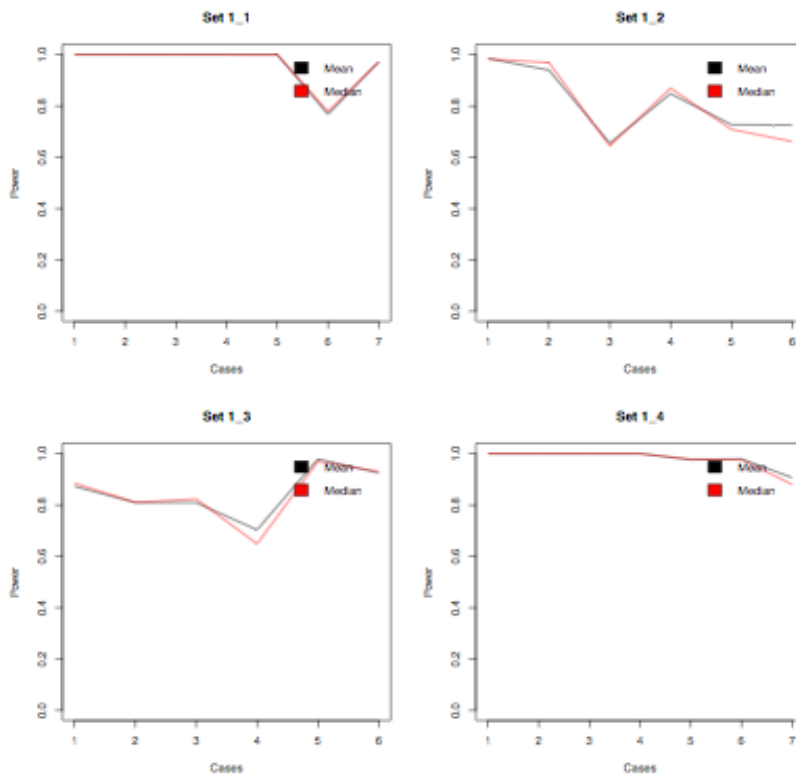 Set 1_1
Power
1.0
0.8
0.6
0.4
0.2
0.0
Mean
Median
1 2 3 4 5 6 7
Cases
Set 1_2
Power
1.0
0.8
0.6
0.4
0.2
0.0
Mean
Median
1 2 3 4 5 6
Cases
Set 1_3
Power
1.0
0.8
0.6
0.4
0.2
0.0
Mean
Median
1 2 3 4 5 6
Cases
Set 1_4
Power
1.0
0.8
0.6
0.4
0.2
0.0
Mean
Median
1 2 3 4 5 6 7
Cases